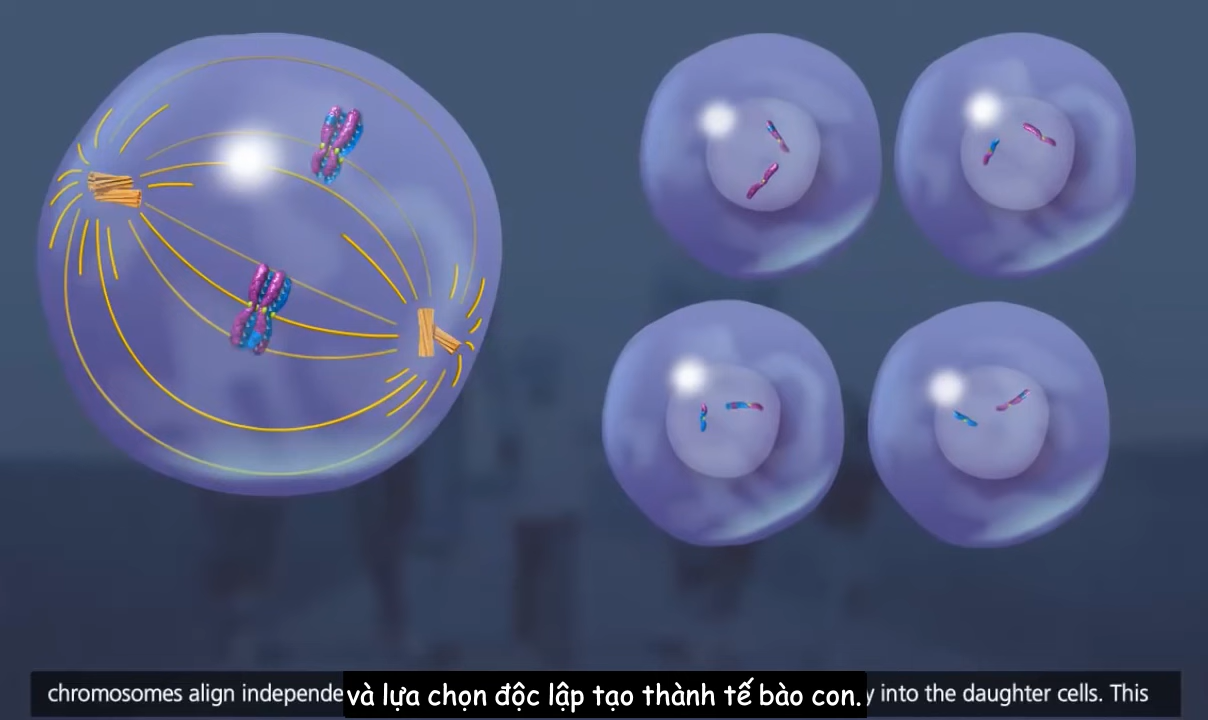 chromosomes align independe
và lựa chọn độc lập tạo thành tế bào con.
y into the daughter cells. This